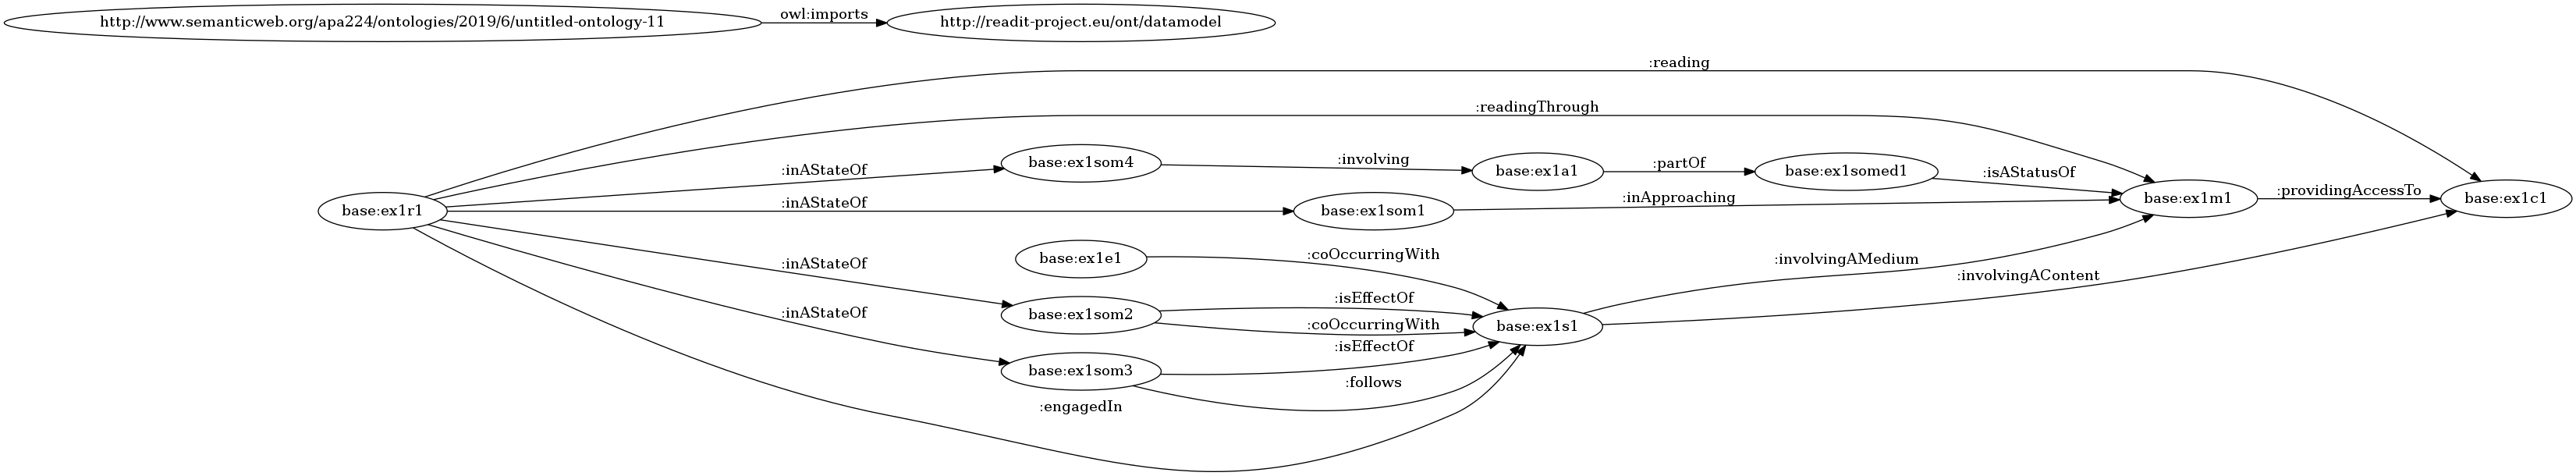 http://www.semanticweb.org/apa224/ontologies/2019/6/untitled-ontology-11
owl:imports
http://readit-project.eu/ont/datamodel
:reading
:readingThrough
base:ex1som4
:involving
base:ex1a1
:partOf
base:ex1somed1
:isAStatusOf
:inAStateOf
base:ex1r1
:inAStateOf
base:ex1som1
:inApproaching
base:ex1m1
:providingAccessTo
base:ex1c1
base:ex1e1
:coOccurringWith
:involvingAMedium
:inAStateOf
:involvingAContent
base:ex1som2
:isEffectOf
:coOccurringWith
base:ex1s1
:inAStateOf
:isEffectOf
base:ex1som3
:follows
:engagedIn